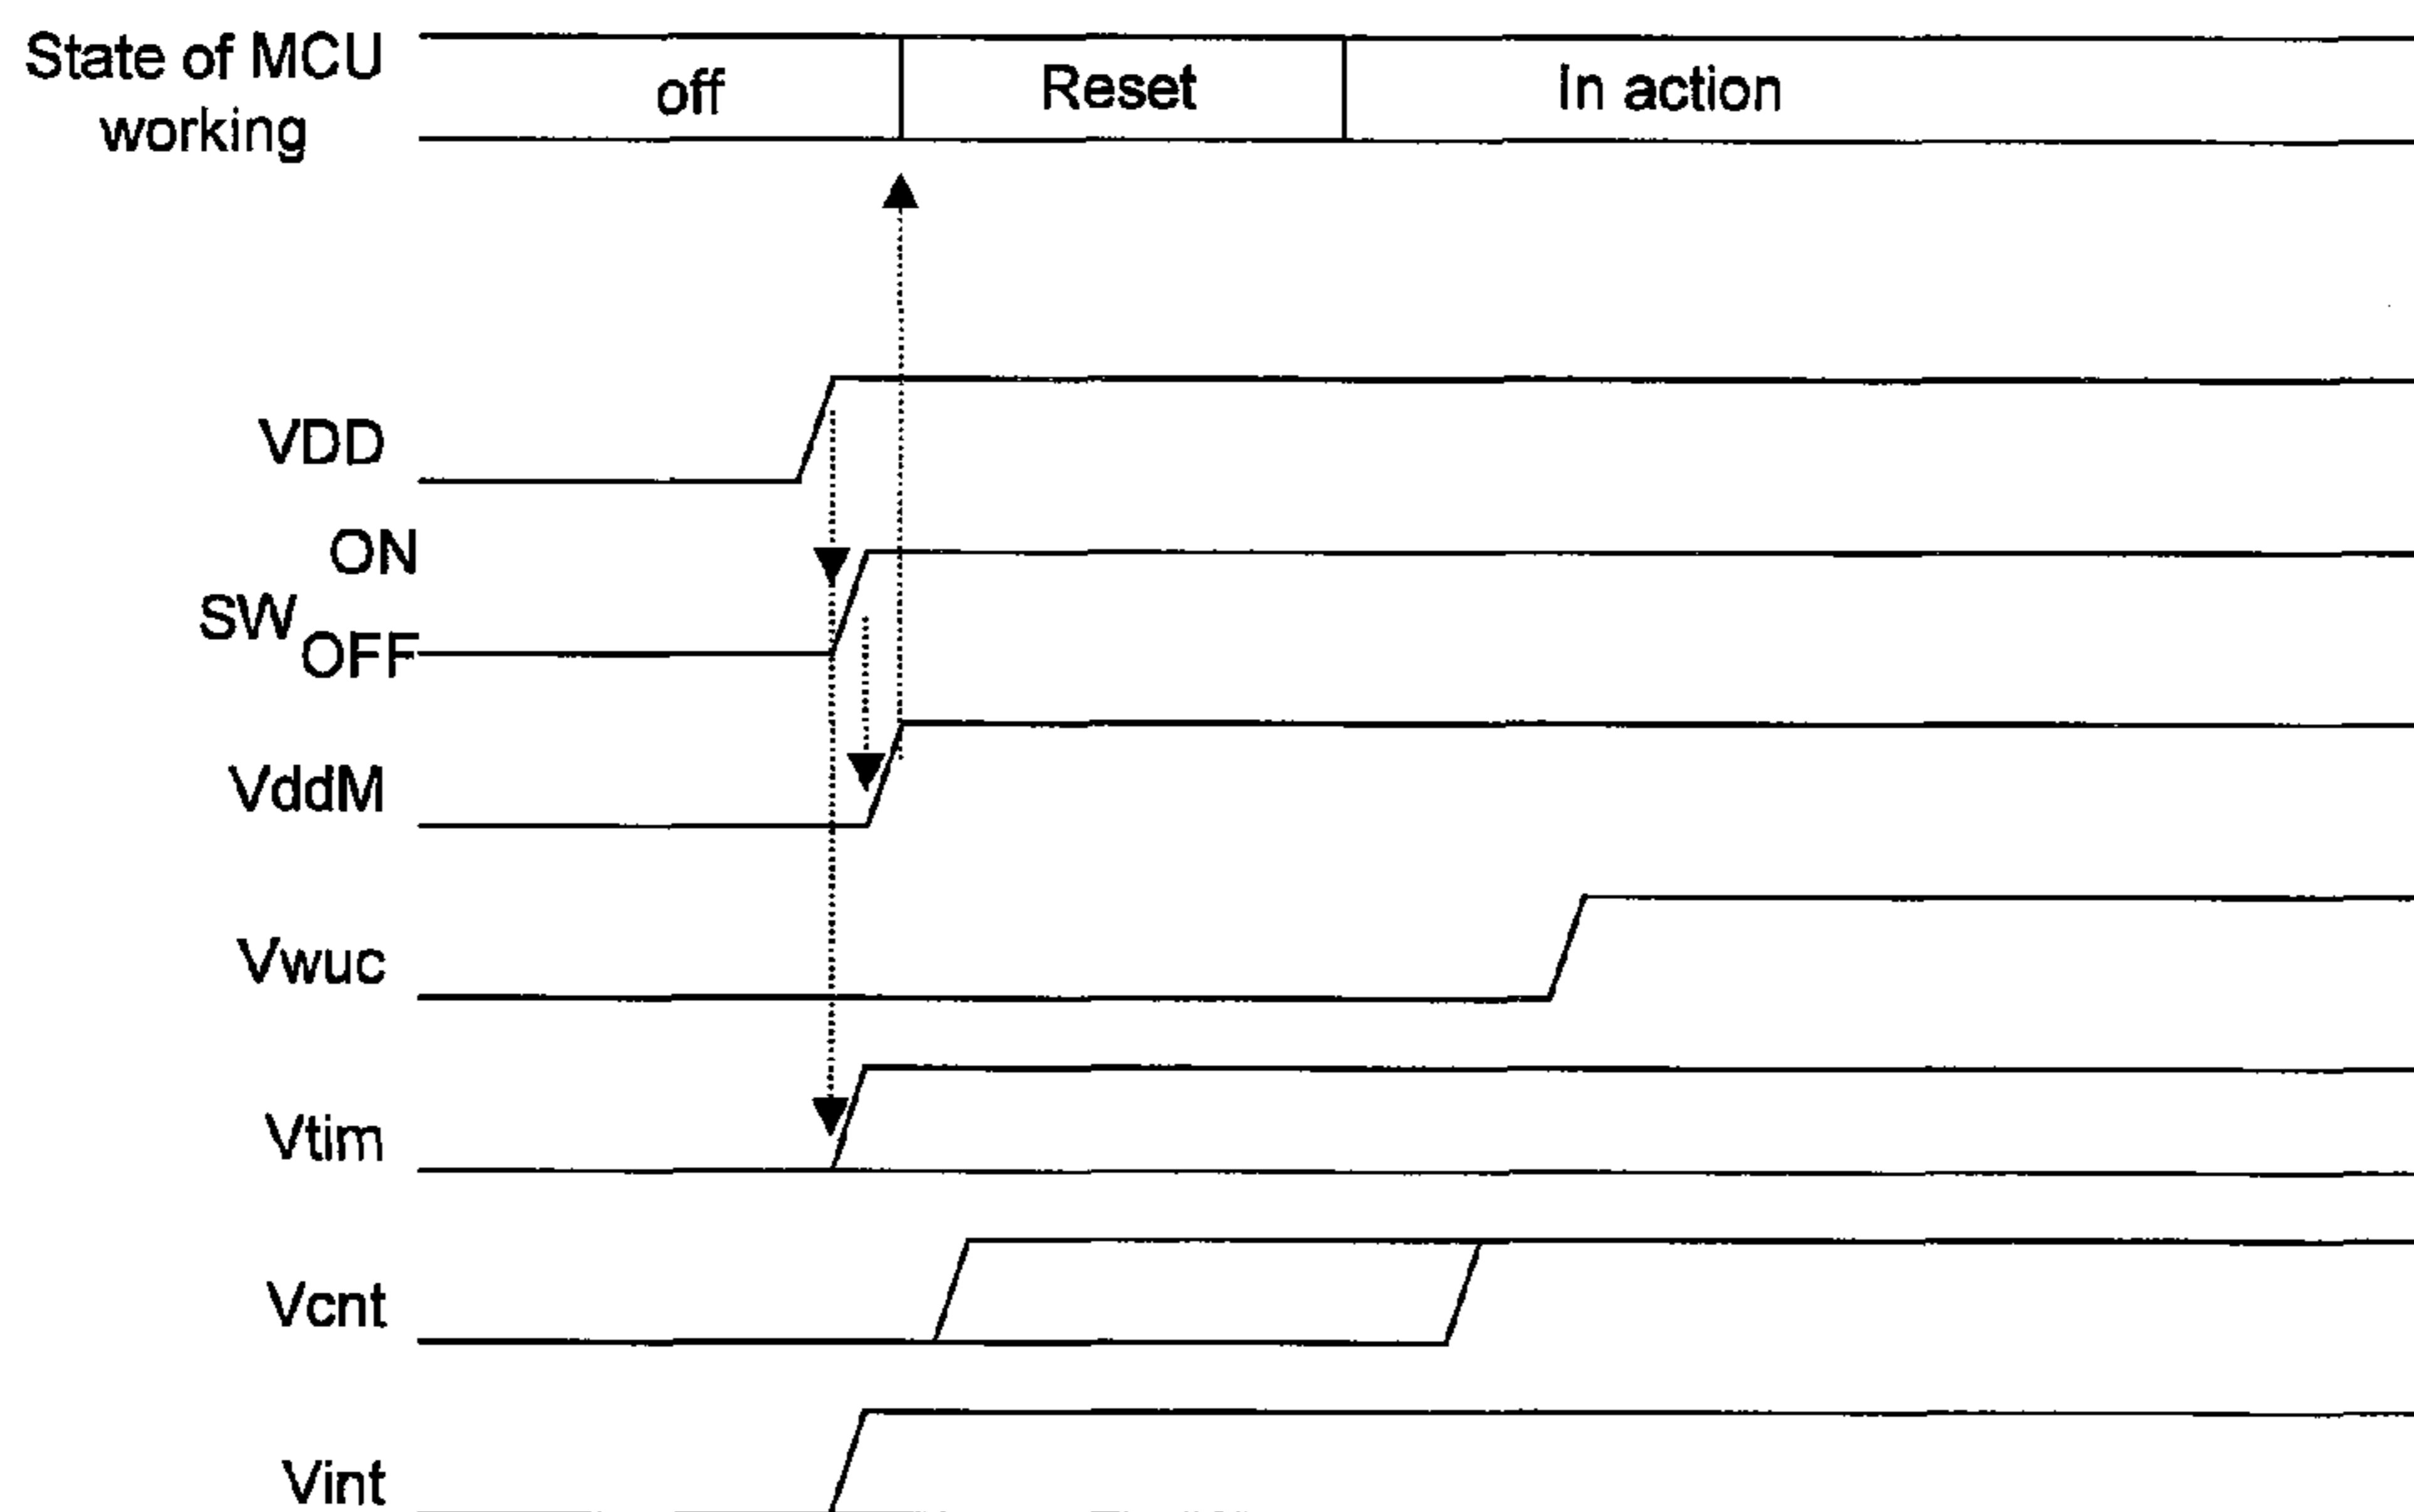 State of MCU
working
off
Reset
In action
VDD
ON
SW
OFF
VddM
Vwuc
Vtim
Vcnt
Vint